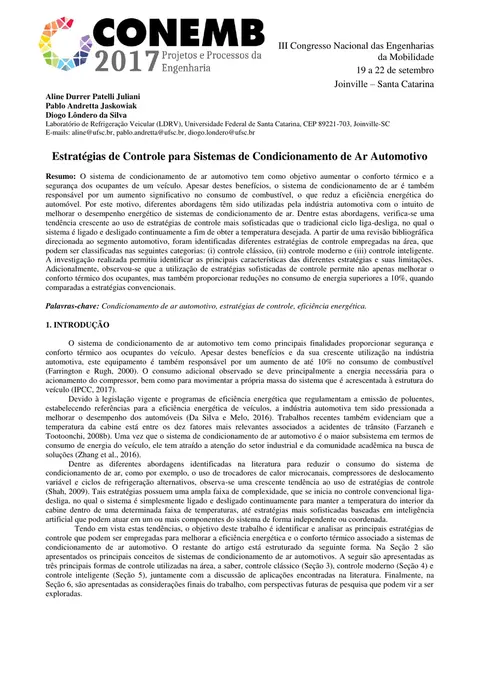 CONEMB
2017 Projetos e Processos da
Engenharia
III Congresso Nacional das Engenharias
da Mobilidade
19 a 22 de setembro
Joinville – Santa Catarina
Aline Durrer Patelli Juliani
Pablo Andretta Jaskowiak
Diogo Lôndero da Silva
Laboratório de Refrigeração Veicular (LDRV), Universidade Federal de Santa Catarina, CEP 89221-703, Joinville-SC
E-mails: aline@ufsc.br, pablo.andretta@ufsc.br, diogo.londero@ufsc.br
Estratégias de Controle para Sistemas de Condicionamento de Ar Automotivo
Resumo: O sistema de condicionamento de ar automotivo tem como objetivo aumentar o conforto térmico e a
segurança dos ocupantes de um veículo. Apesar destes benefícios, o sistema de condicionamento de ar é também
responsável por um aumento significativo no consumo de combustível, o que reduz a eficiência energética do
automóvel. Por este motivo, diferentes abordagens têm sido utilizadas pela indústria automotiva com o intuito de
melhorar o desempenho energético de sistemas de condicionamento de ar. Dentre estas abordagens, verifica-se uma
tendência crescente ao uso de estratégias de controle mais sofisticadas que o tradicional ciclo liga-desliga, no qual o
sistema é ligado e desligado continuamente a fim de obter a temperatura desejada. A partir de uma revisão bibliográfica
direcionada ao segmento automotivo, foram identificadas diferentes estratégias de controle empregadas na área, que
podem ser classificadas nas seguintes categorias: (i) controle clássico, (ii) controle moderno e (iii) controle inteligente.
A investigação realizada permitiu identificar as principais características das diferentes estratégias e suas limitações.
Adicionalmente, observou-se que a utilização de estratégias sofisticadas de controle permite não apenas melhorar o
conforto térmico dos ocupantes, mas também proporcionar reduções no consumo de energia superiores a 10%, quando
comparadas a estratégias convencionais.
Palavras-chave: Condicionamento de ar automotivo, estratégias de controle, eficiência energética.
1. INTRODUÇÃO
O sistema de condicionamento de ar automotivo tem como principais finalidades proporcionar segurança e
conforto térmico aos ocupantes do veículo. Apesar destes benefícios e da sua crescente utilização na indústria
automotiva, este equipamento é também responsável por um aumento de até 10% no consumo de combustível
(Farrington e Rugh, 2000). O consumo adicional observado se deve principalmente a energia necessária para o
acionamento do compressor, bem como para movimentar a própria massa do sistema que é acrescentada à estrutura do
veículo (IPCC, 2017).
Devido à legislação vigente e programas de eficiência energética que regulamentam a emissão de poluentes,
estabelecendo referências para a eficiência energética de veículos, a indústria automotiva tem sido pressionada a
melhorar o desempenho dos automóveis (Da Silva e Melo, 2016). Trabalhos recentes também evidenciam que a
temperatura da cabine está entre os dez fatores mais relevantes associados a acidentes de trânsito (Farzaneh e
Tootoonchi, 2008b). Uma vez que o sistema de condicionamento de ar automotivo é o maior subsistema em termos de
consumo de energia do veículo, ele tem atraído a atenção do setor industrial e da comunidade acadêmica na busca de
soluções (Zhang et al., 2016).
Dentre as diferentes abordagens identificadas na literatura para reduzir o consumo do sistema de
condicionamento de ar, como por exemplo, o uso de trocadores de calor microcanais, compressores de deslocamento
variável e ciclos de refrigeração alternativos, observa-se uma crescente tendência ao uso de estratégias de controle
(Shah, 2009). Tais estratégias possuem uma ampla faixa de complexidade, que se inicia no controle convencional liga-
desliga, no qual o sistema é simplesmente ligado e desligado continuamente para manter a temperatura do interior da
cabine dentro de uma determinada faixa de temperaturas, até estratégias mais sofisticadas baseadas em inteligência
artificial que podem atuar em um ou mais componentes do sistema de forma independente ou coordenada.
Tendo em vista estas tendências, o objetivo deste trabalho é identificar e analisar as principais estratégias de
controle que podem ser empregadas para melhorar a eficiência energética e o conforto térmico associado a sistemas de
condicionamento de ar automotivo. O restante do artigo está estruturado da seguinte forma. Na Seção 2 são
apresentados os principais conceitos de sistemas de condicionamento de ar automotivos. A seguir são apresentadas as
três principais formas de controle utilizadas na área, a saber, controle clássico (Seção 3), controle moderno (Seção 4) e
controle inteligente (Seção 5), juntamente com a discussão de aplicações encontradas na literatura. Finalmente, na
Seção 6, são apresentadas as considerações finais do trabalho, com perspectivas futuras de pesquisa que podem vir a ser
exploradas.